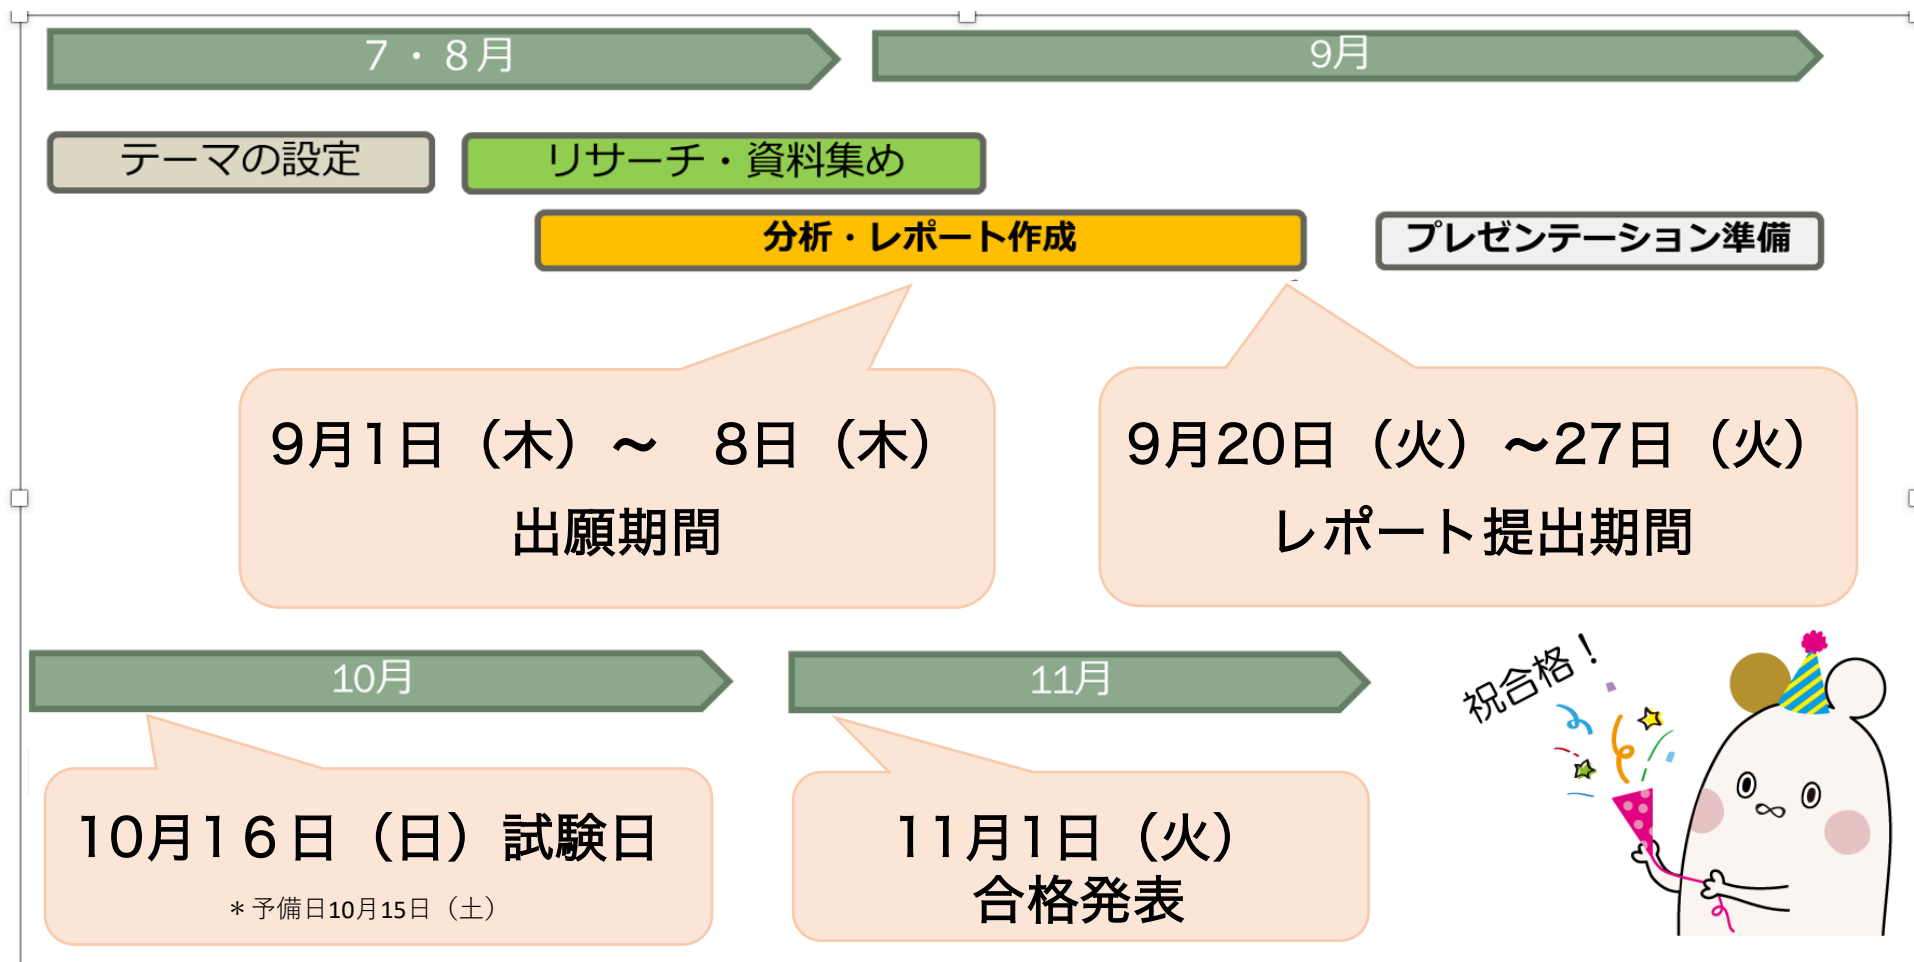 ７・８月
9月
テーマの設定
リサーチ・資料集め
分析・レポート作成
プレゼンテーション準備
9月1日（木）～　8日（木）
出願期間
9月20日（火）～27日（火）
レポート提出期間
10月
11月
祝合格！
10月1６日（日）試験日
＊予備日10月15日（土）
11月1日（火）
合格発表